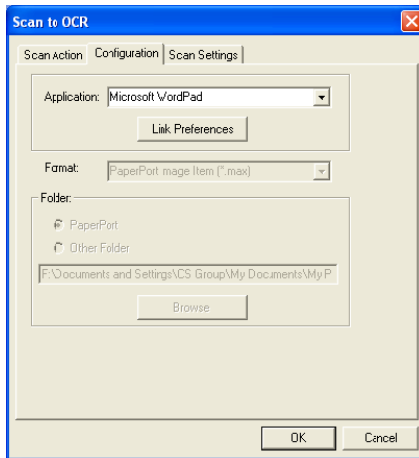 Scan to OCR
Scan Action Configuration Scan Settings
Application: Microsoft WordPad
Link Preferences
Format: PaperPort mage Item (*.max)
Folder:
PaperPort
Other Folder
F:\Documents and Settings\CS Group\My Documents\My P
Browse
OK Cancel